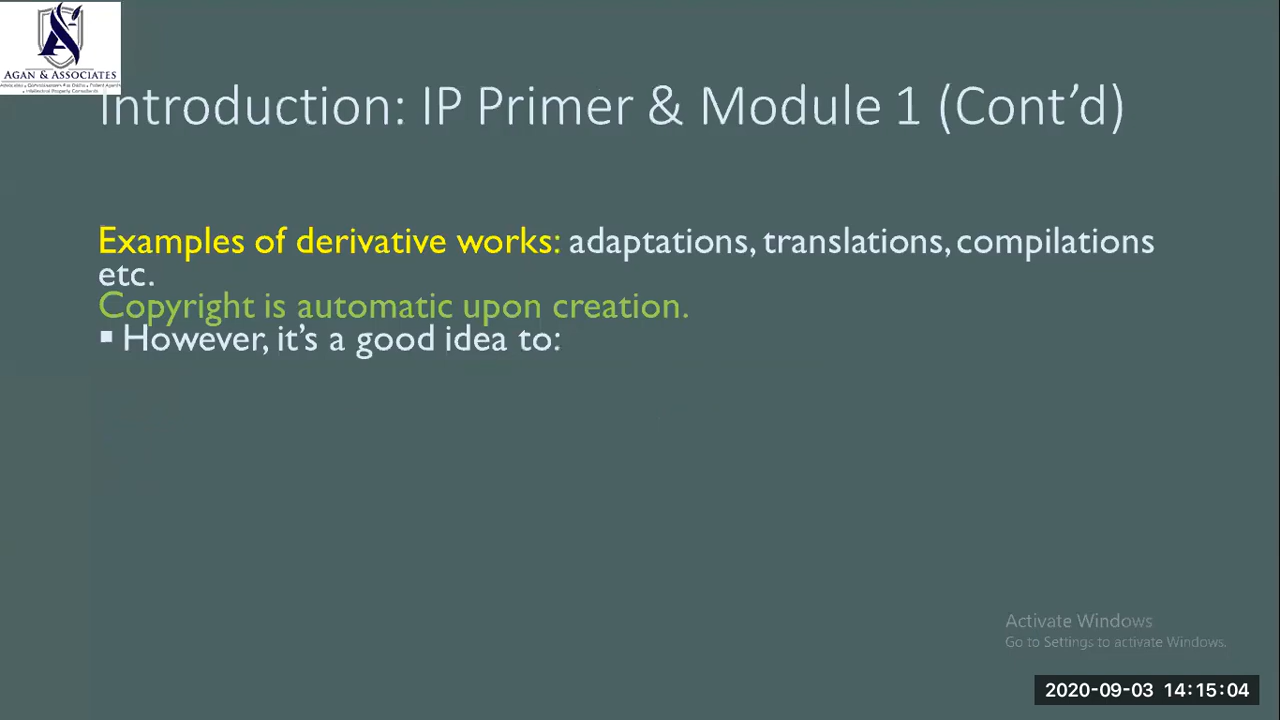 AGAN & ASSOCIATES
Introduction: IP Primer & Module 1 (Cont’d)
Examples of derivative works: adaptations, translations, compilations
etc.
Copyright is automatic upon creation.
▪ However, it’s a good idea to:
Activate Windows
Go to Settings to activate Windows.
2020-09-03 14:15:04